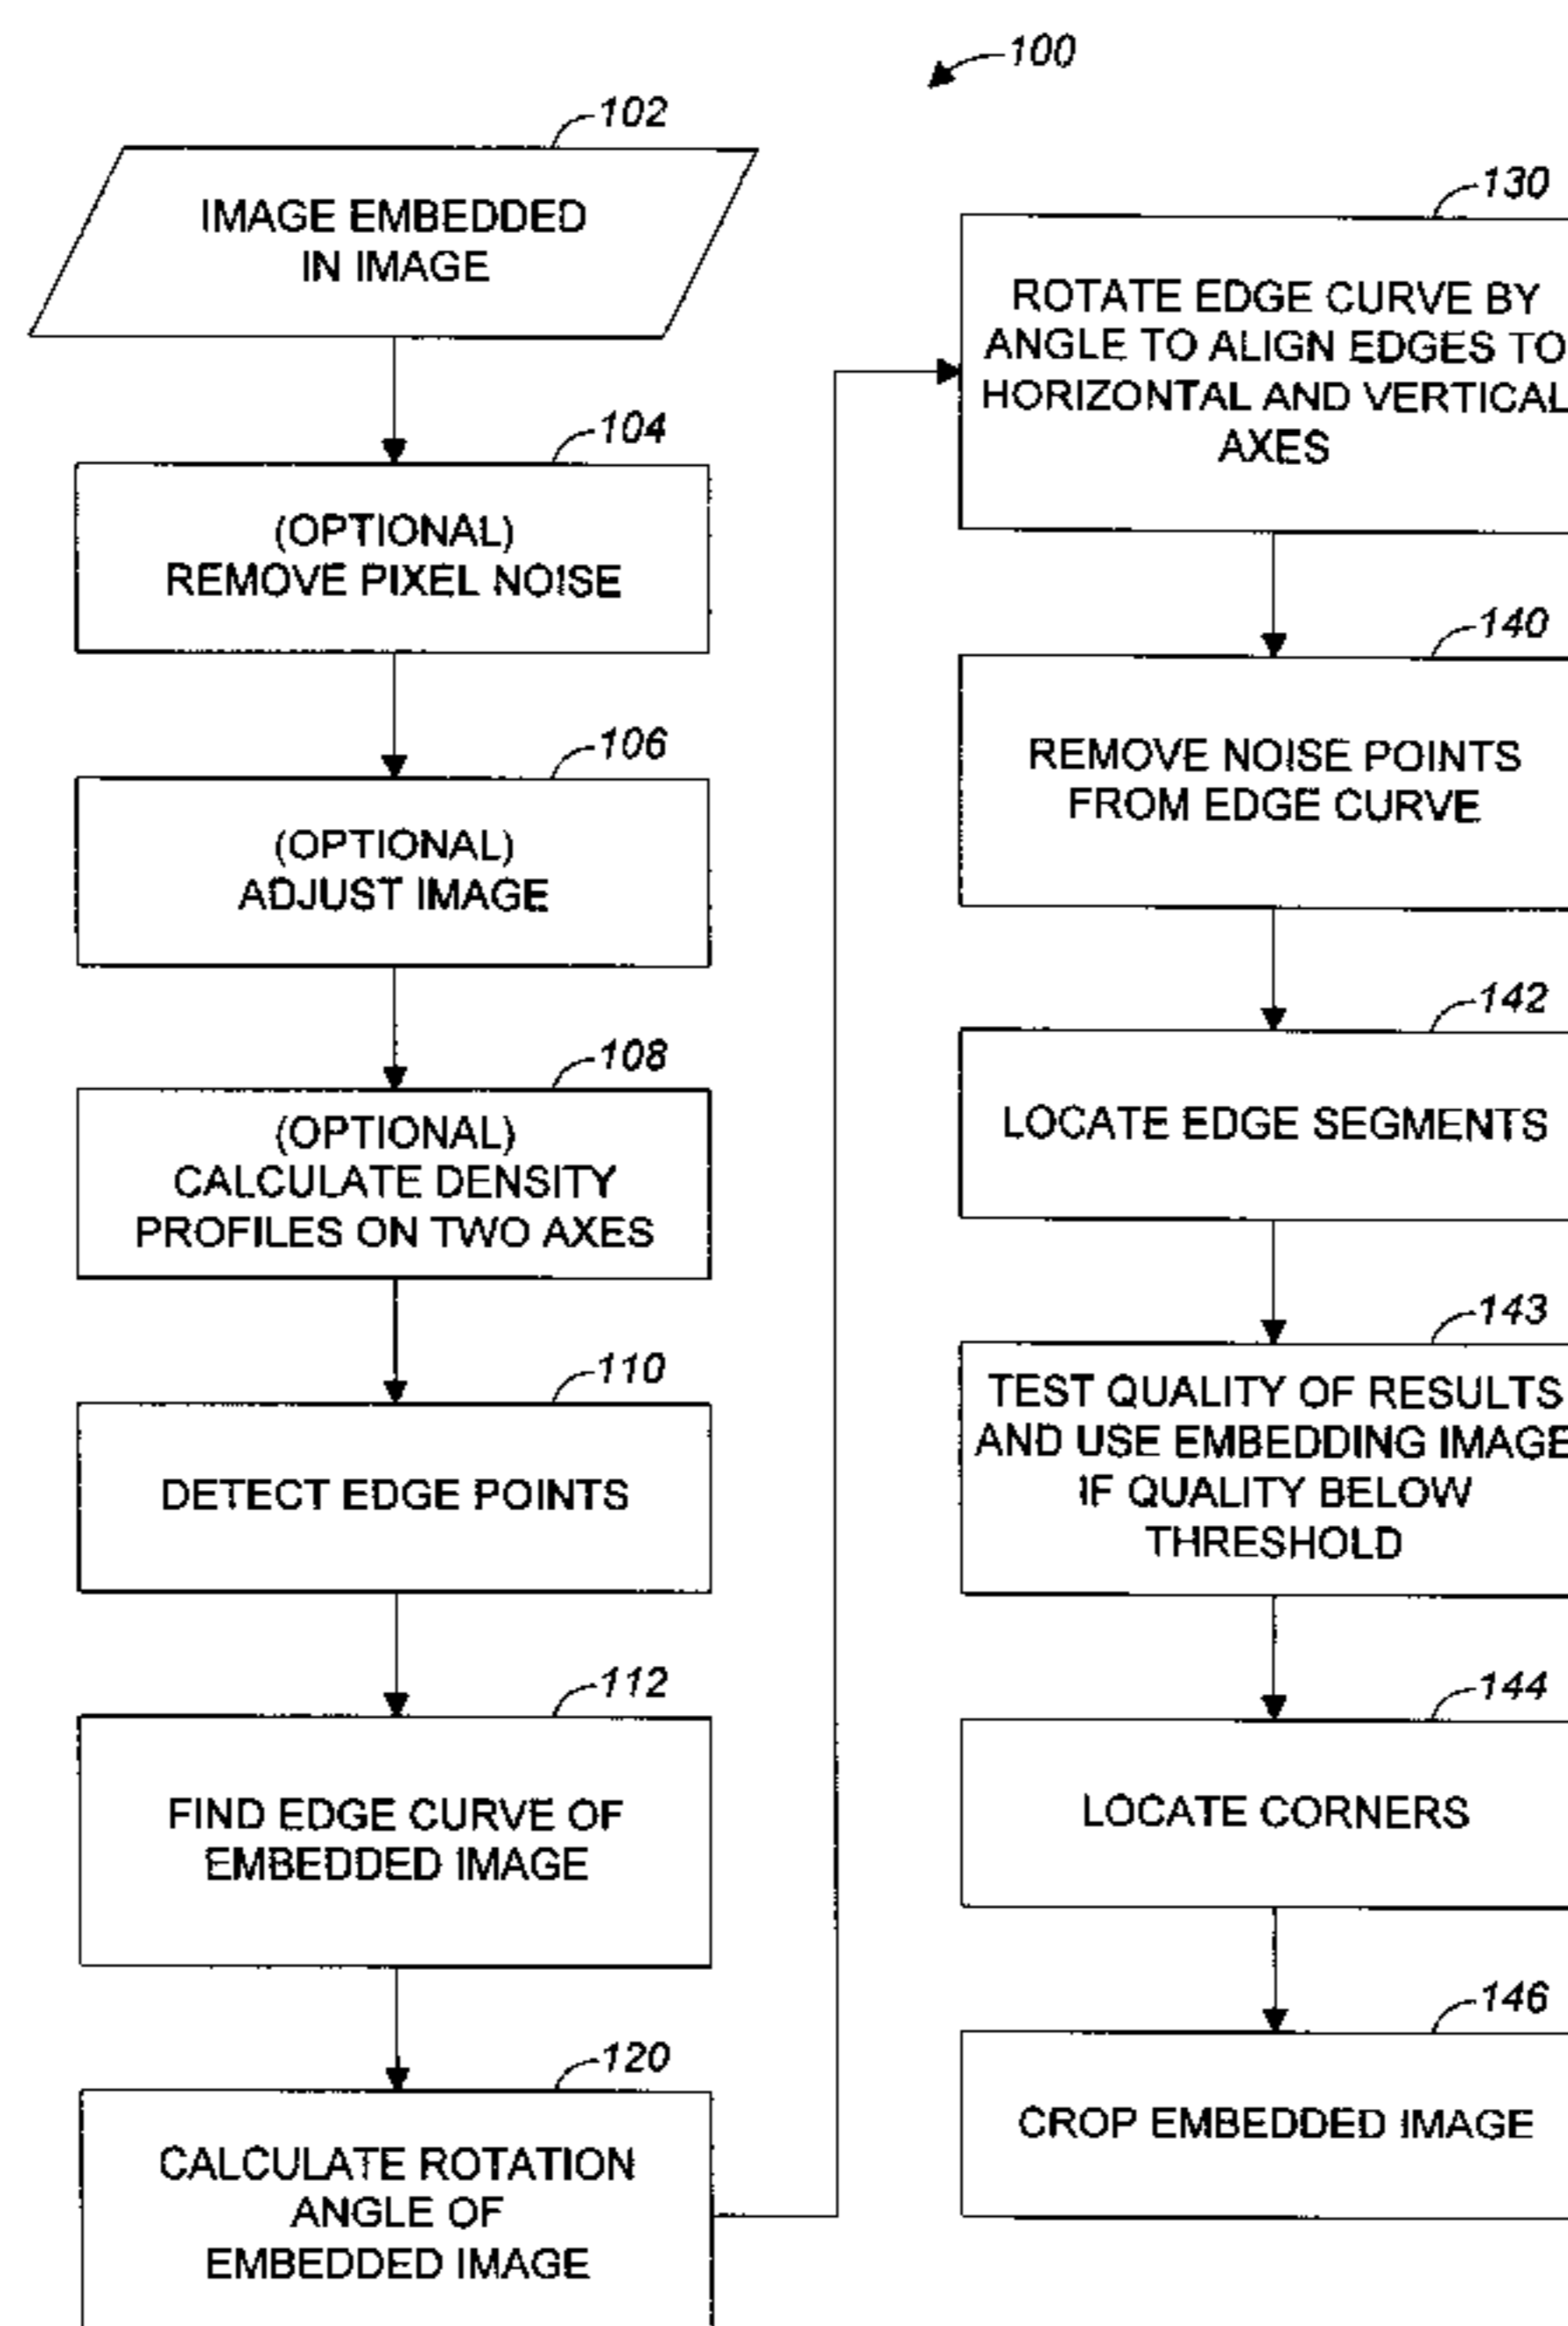 100
102
IMAGE EMBEDDED
IN IMAGE
104
(OPTIONAL)
REMOVE PIXEL NOISE
106
(OPTIONAL)
ADJUST IMAGE
108
(OPTIONAL)
CALCULATE DENSITY
PROFILES ON TWO AXES
110
DETECT EDGE POINTS
112
FIND EDGE CURVE OF
EMBEDDED IMAGE
120
CALCULATE ROTATION
ANGLE OF
EMBEDDED IMAGE
130
ROTATE EDGE CURVE BY
ANGLE TO ALIGN EDGES TO
HORIZONTAL AND VERTICAL
AXES
140
REMOVE NOISE POINTS
FROM EDGE CURVE
142
LOCATE EDGE SEGMENTS
143
TEST QUALITY OF RESULTS
AND USE EMBEDDING IMAGE
IF QUALITY BELOW
THRESHOLD
144
LOCATE CORNERS
146
CROP EMBEDDED IMAGE